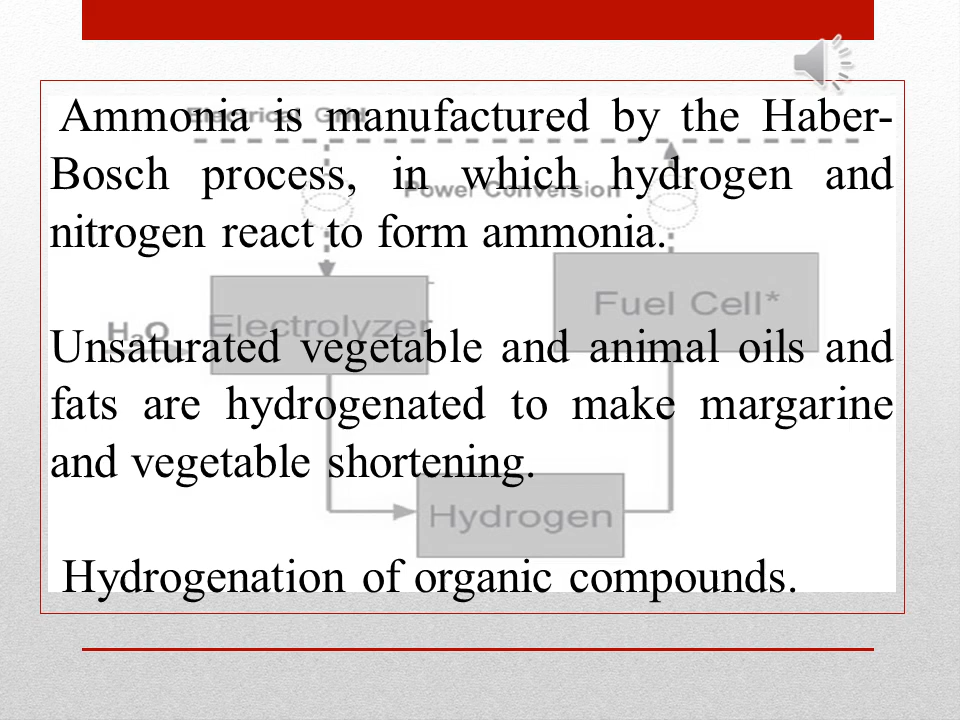 Ammonia is manufactured by the Haber-
Bosch process, in which hydrogen and
nitrogen react to form ammonia.
Unsaturated vegetable and animal oils and
fats are hydrogenated to make margarine
and vegetable shortening.
Hydrogenation of organic compounds.
Electrical Grid
Power Conversion
H₂O
Electrolyzer
Fuel Cell*
Hydrogen